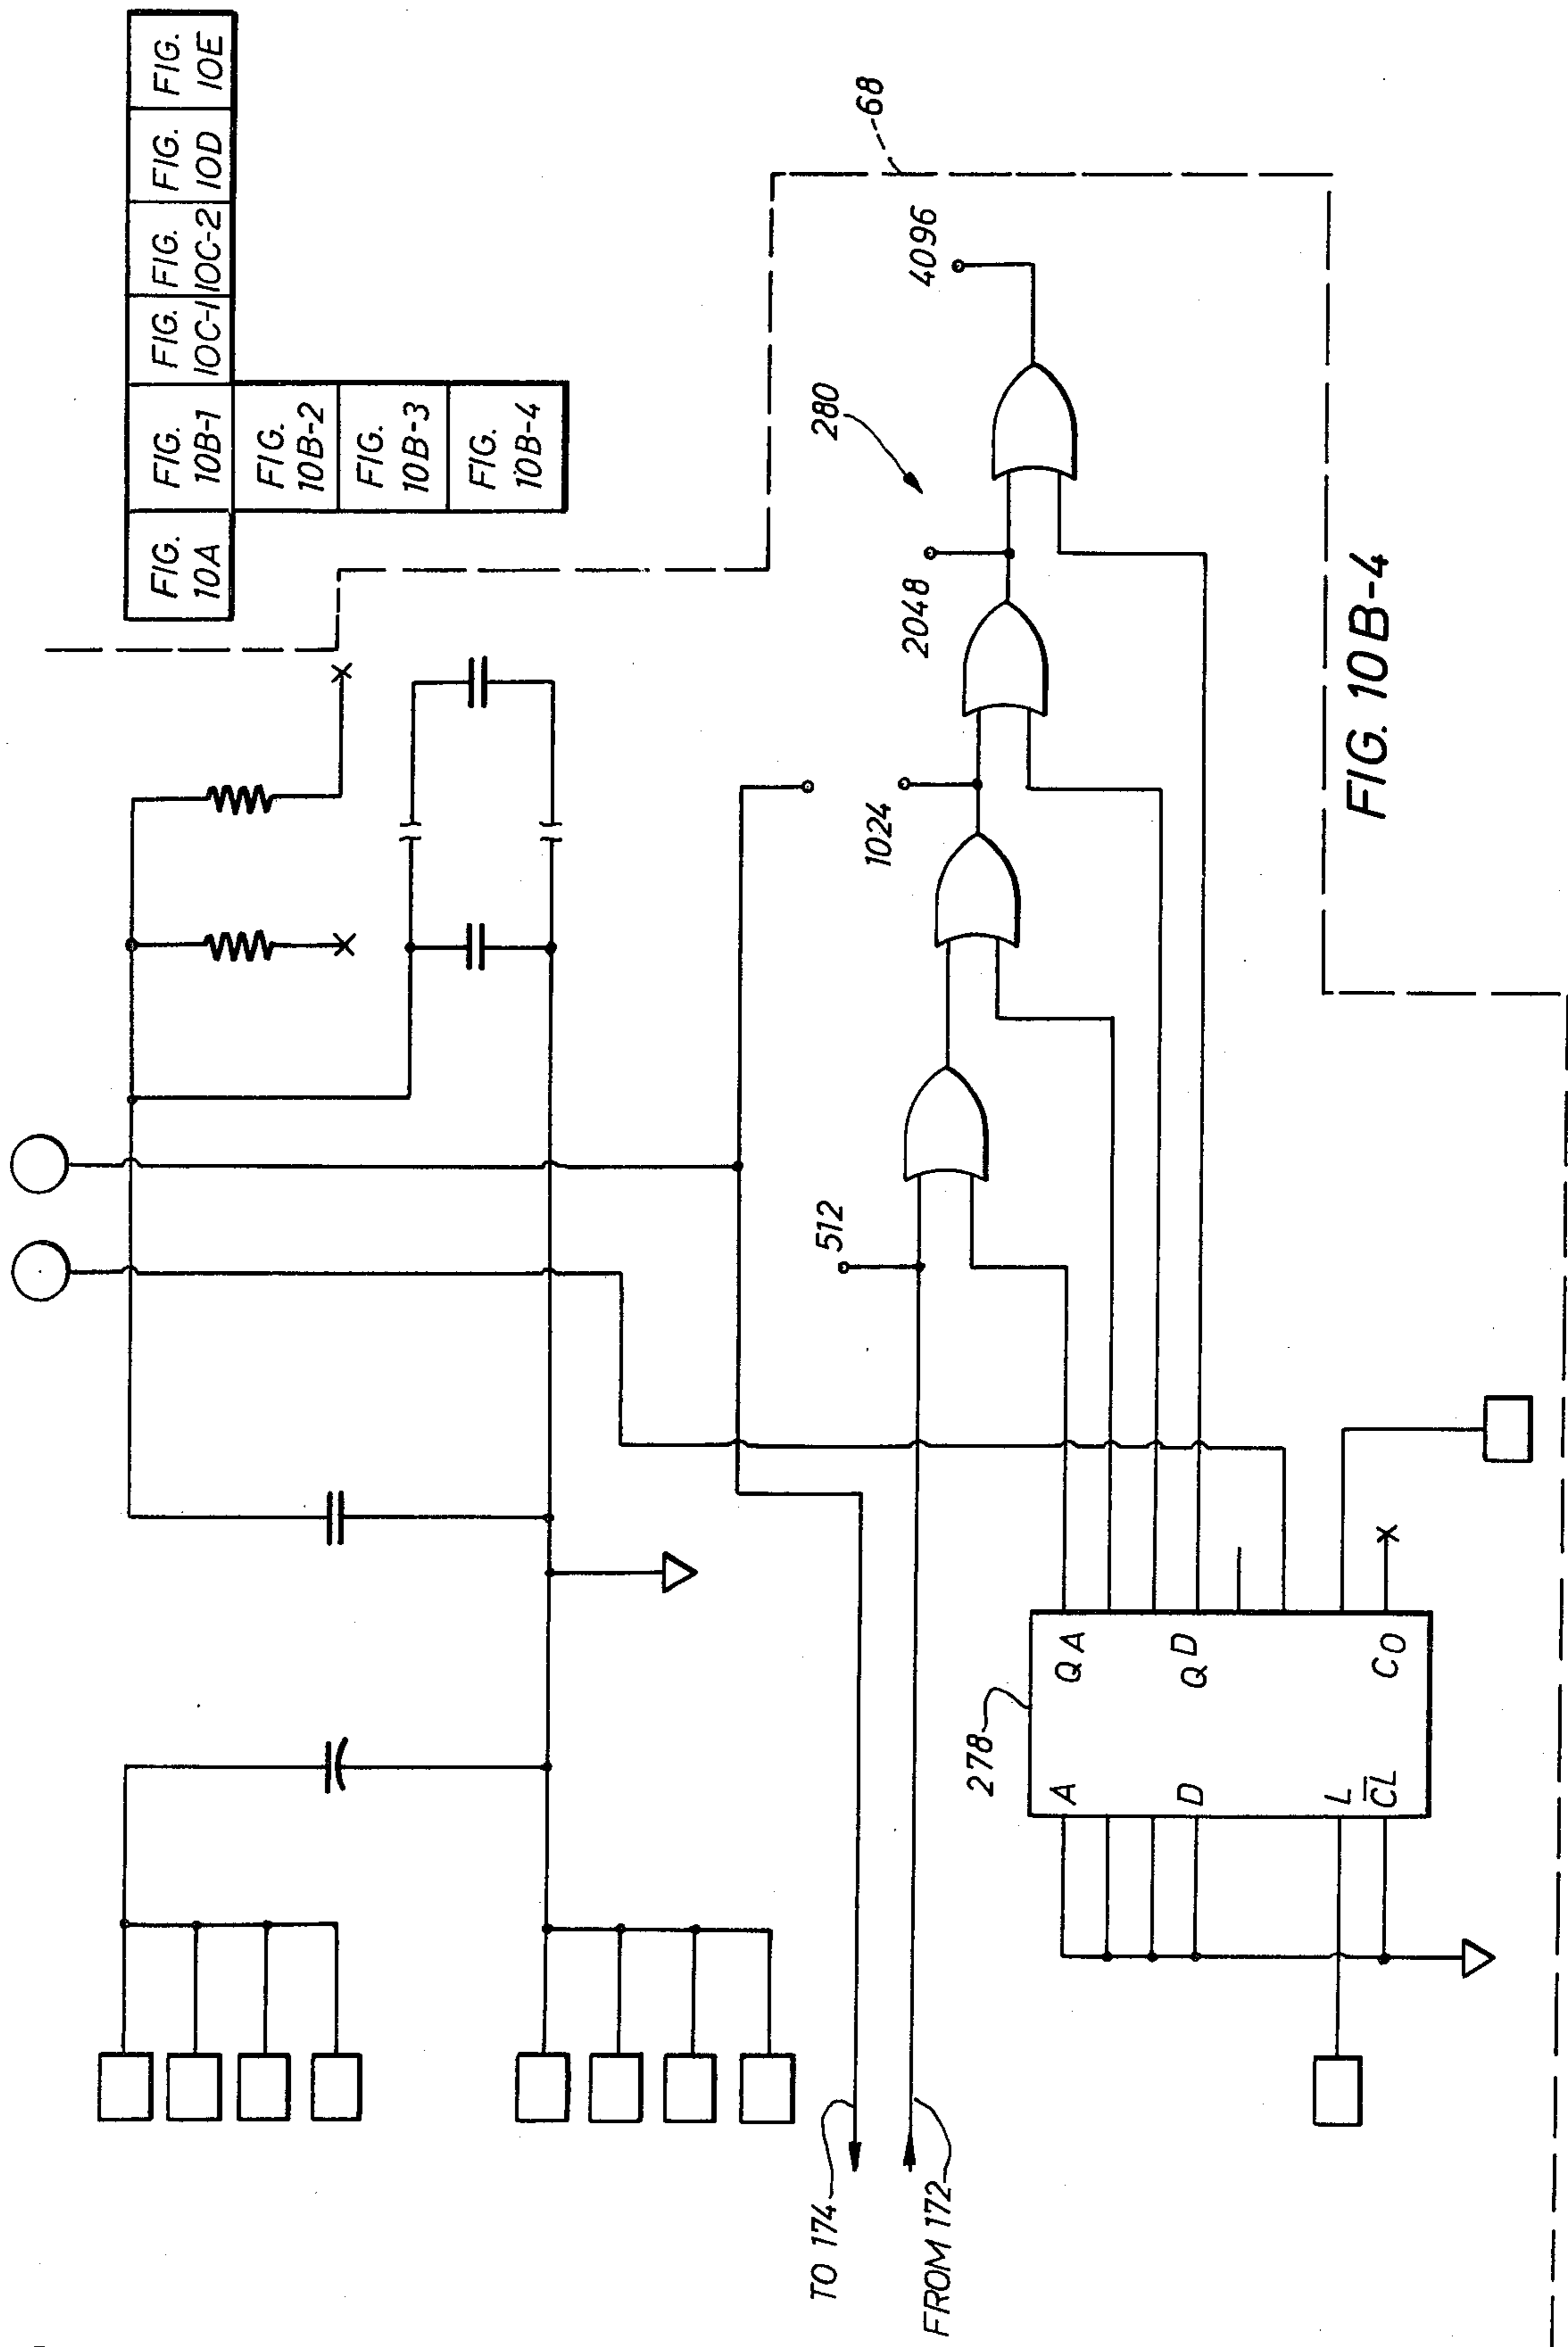 FIG. 10A
FIG. 10B-1
FIG. 10C-1
FIG. 10C-2
FIG. 10D
FIG. 10E
FIG. 10B-2
FIG. 10B-3
FIG. 10B-4
68
280
512
1024
2048
4096
TO 174
FROM 172
278
A
QA
D
QD
L
CL
CO
FIG. 10B-4